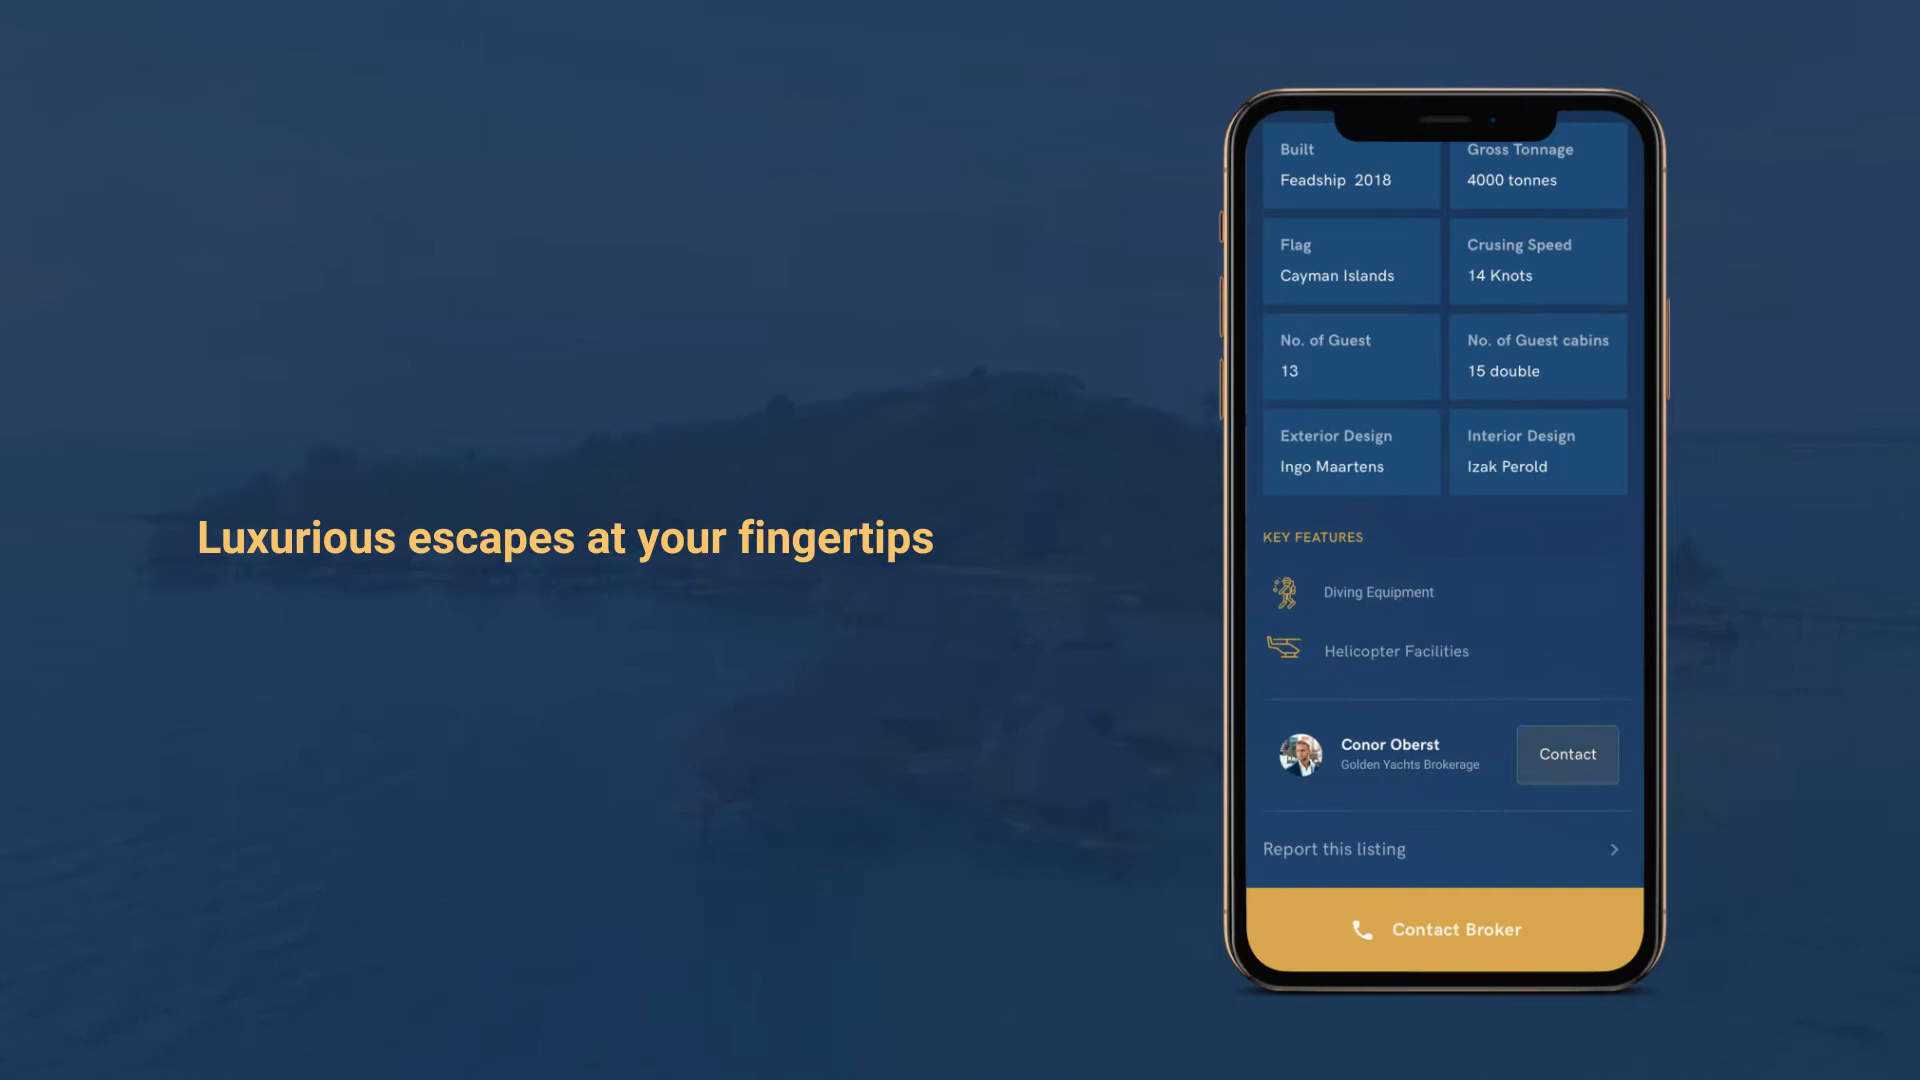 Luxurious escapes at your fingertips
Built
Feadship 2018
Gross Tonnage
4000 tonnes
Flag
Cayman Islands
Crusing Speed
14 Knots
No. of Guest
13
No. of Guest cabins
15 double
Exterior Design
Ingo Maartens
Interior Design
Izak Perold
KEY FEATURES
Diving Equipment
Helicopter Facilities
Conor Oberst
Golden Yachts Brokerage
Contact
Report this listing
Contact Broker